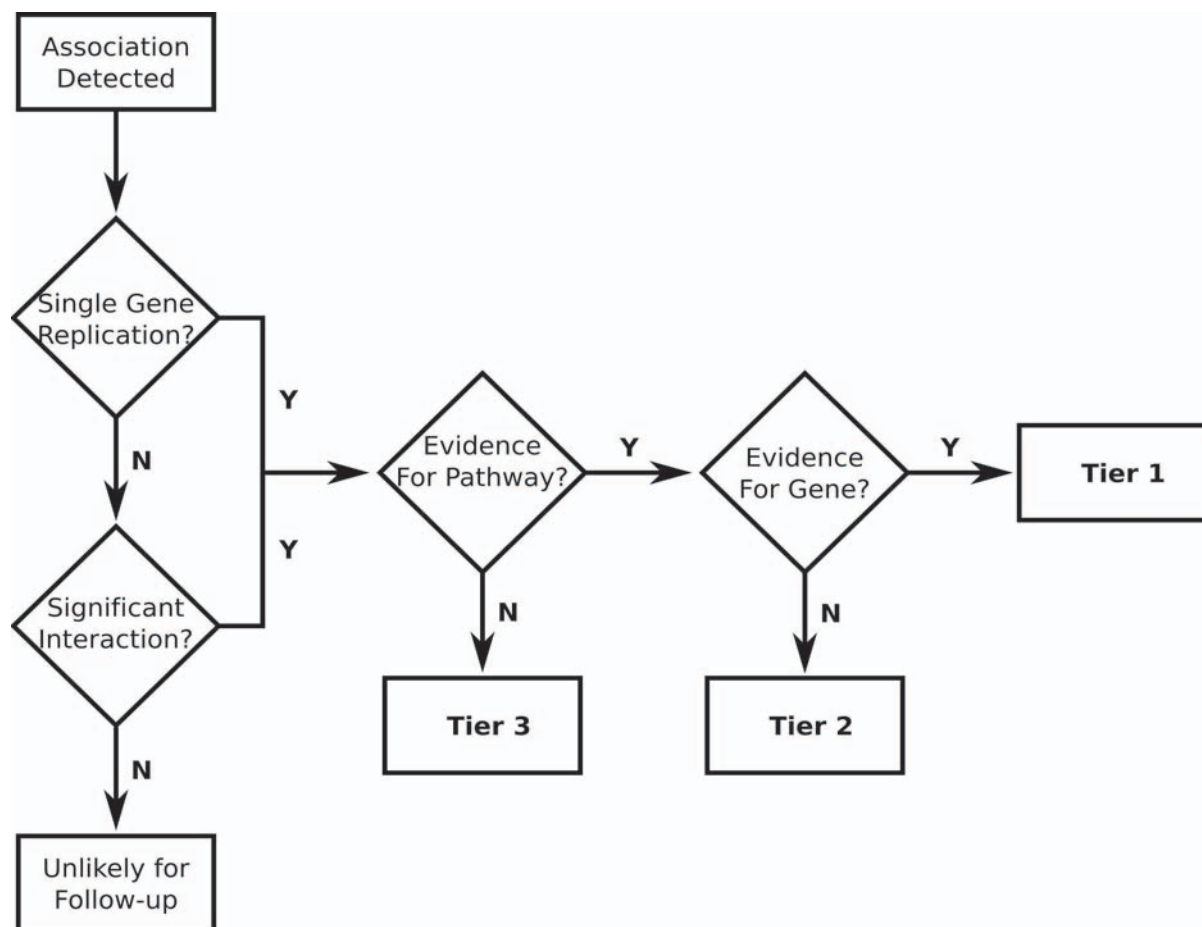 Association
Detected
Single Gene
Replication?
Y
N
Evidence
For Pathway?
Y
Evidence
For Gene?
Y
Tier 1
Y
Significant
Interaction?
N
N
Tier 3
Tier 2
N
Unlikely for
Follow-up